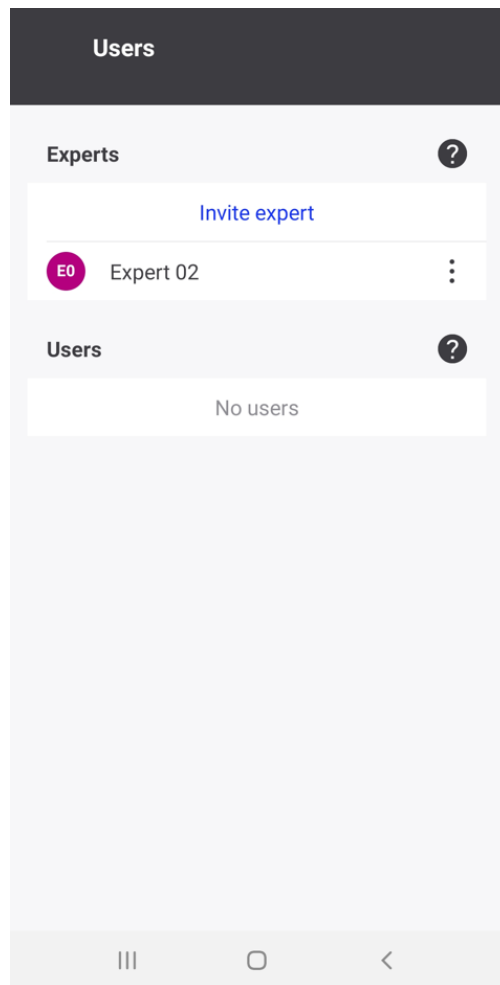 Users
Experts
Invite expert
E0 Expert 02
Users
No users